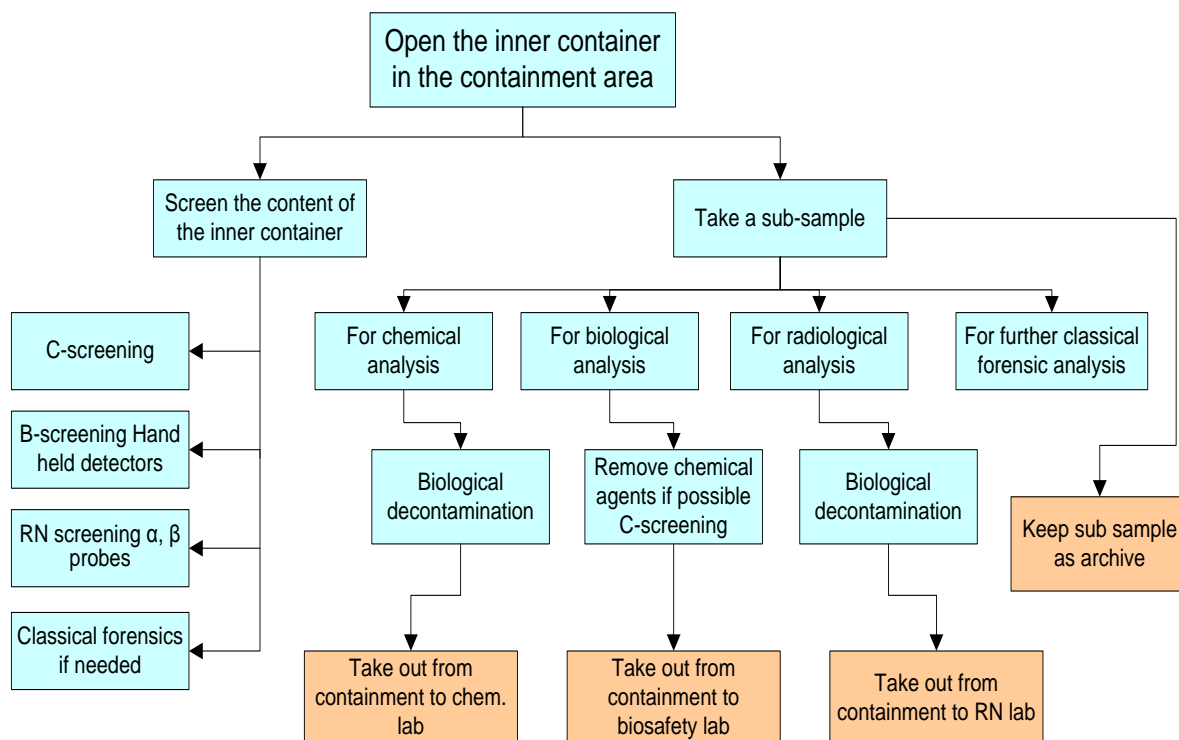 Open the inner container
in the containment area
Screen the content of
the inner container
Take a sub-sample
C-screening
B-screening Hand
held detectors
RN screening α, β
probes
Classical forensics
if needed
For chemical
analysis
For biological
analysis
For radiological
analysis
For further classical
forensic analysis
Biological
decontamination
Remove chemical
agents if possible
C-screening
Biological
decontamination
Keep sub sample
as archive
Take out from
containment to chem.
lab
Take out from
containment to
biosafety lab
Take out from
containment to RN lab